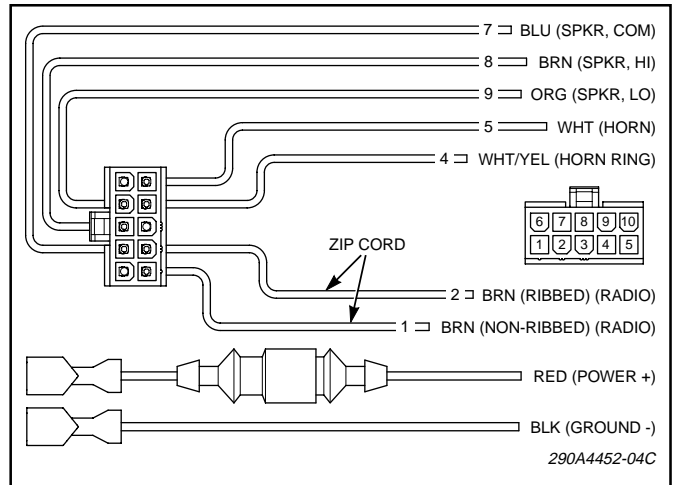 7 BLU (SPKR, COM)
8 BRN (SPKR, HI)
9 ORG (SPKR, LO)
5 WHT (HORN)
4 WHT/YEL (HORN RING)
6 7 8 9 10
1 2 3 4 5
ZIP CORD
2 BRN (RIBBED) (RADIO)
1 BRN (NON-RIBBED) (RADIO)
RED (POWER +)
BLK (GROUND -)
290A4452-04C